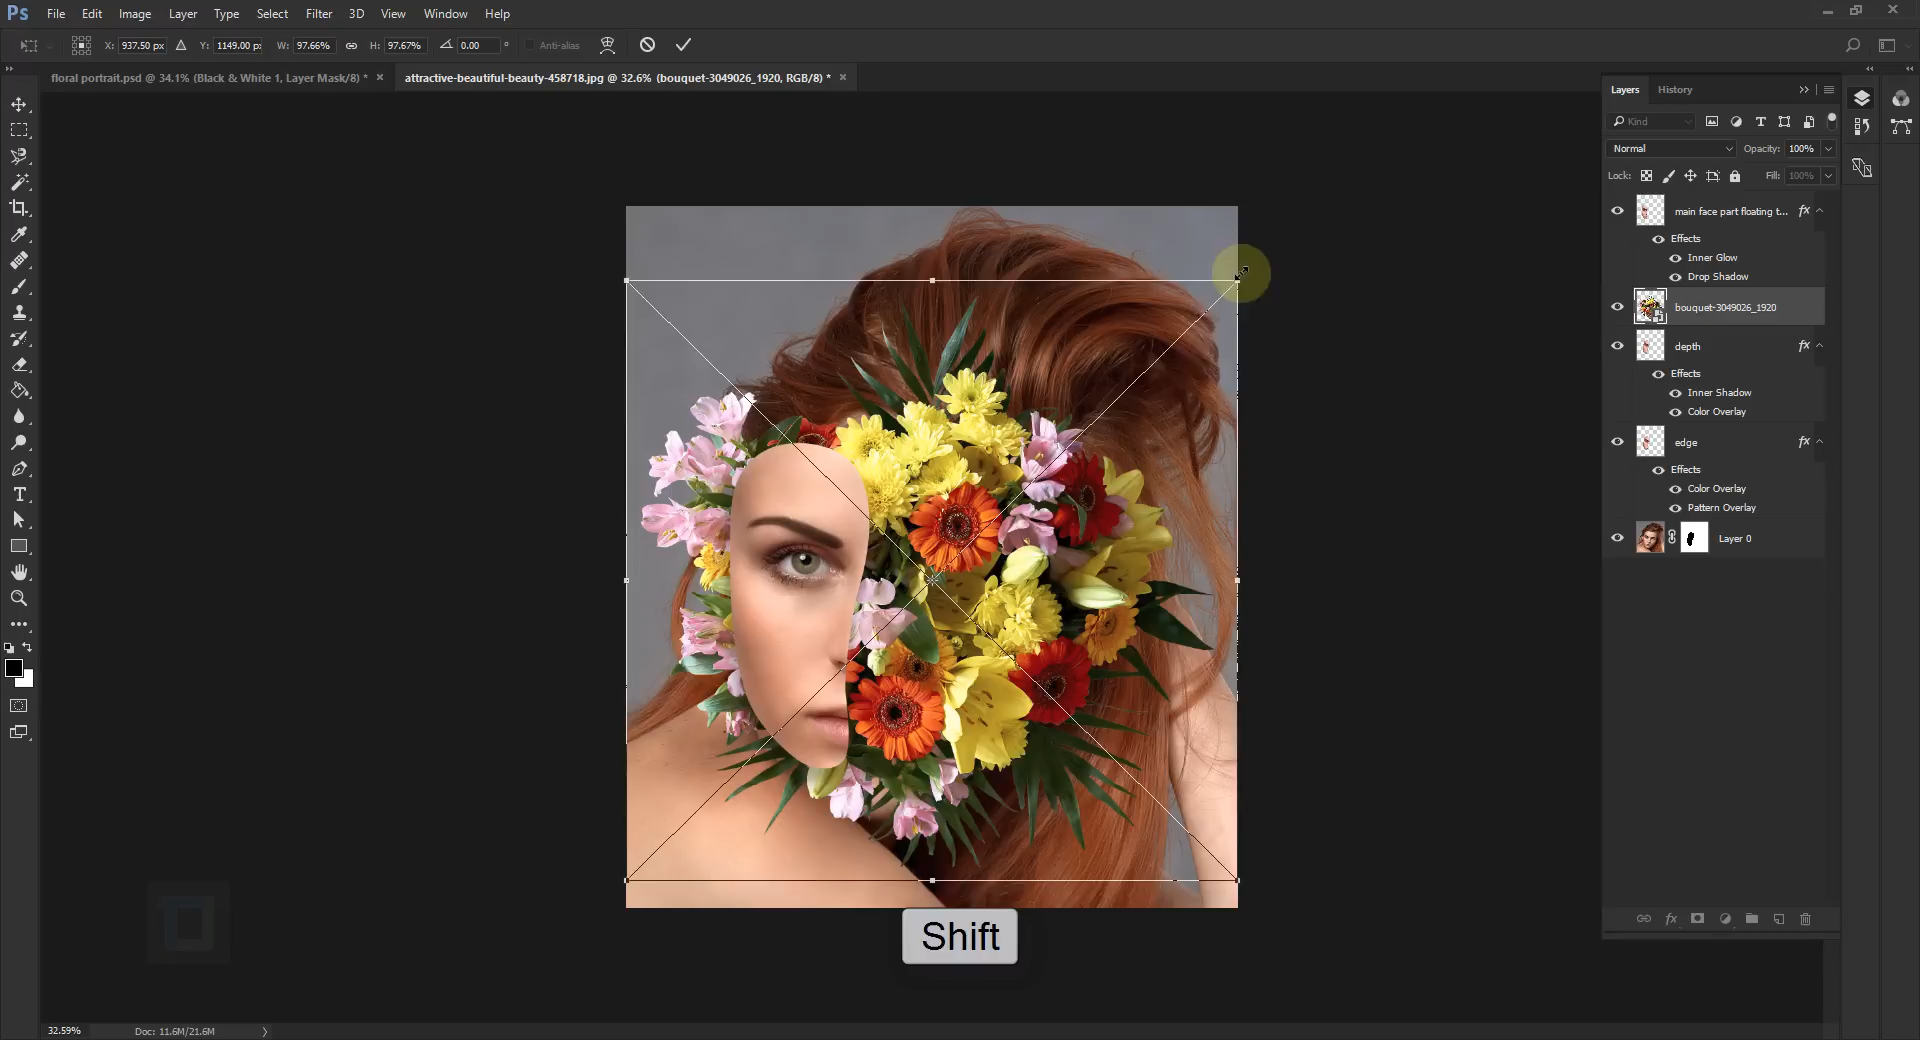 Ps File Edit Image Layer Type Select Filter 3D View Window Help
X: 937.50 px Y: 1149.00 px W: 97.66% H: 97.67% 0.00 ° Anti-alias
floral portrait.psd @ 34.1% (Black & White 1, Layer Mask/8) * × attractive-beautiful-beauty-458718.jpg @ 32.6% (bouquet-3049026_1920, RGB/8) * ×
Layers History
Kind
Normal Opacity: 100%
Lock: Fill: 100%
main face part floating t... fx
Effects
Inner Glow
Drop Shadow
bouquet-3049026_1920
depth fx
Effects
Inner Shadow
Color Overlay
edge fx
Effects
Color Overlay
Pattern Overlay
Layer 0
fx
Shift
32.59% Doc: 11.6M/21.6M